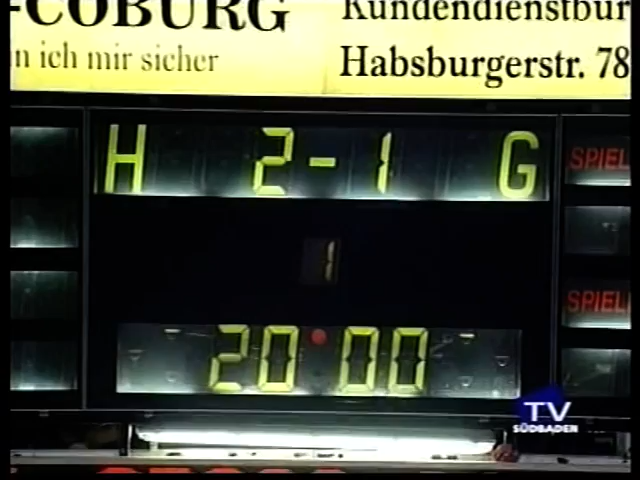 -COBURG
n ich mir sicher
Kundendienstbür
Habsburgerstr. 78
H 2-1 G
SPIEL
1
SPIEL
20 00
TV
SÜDBADEN